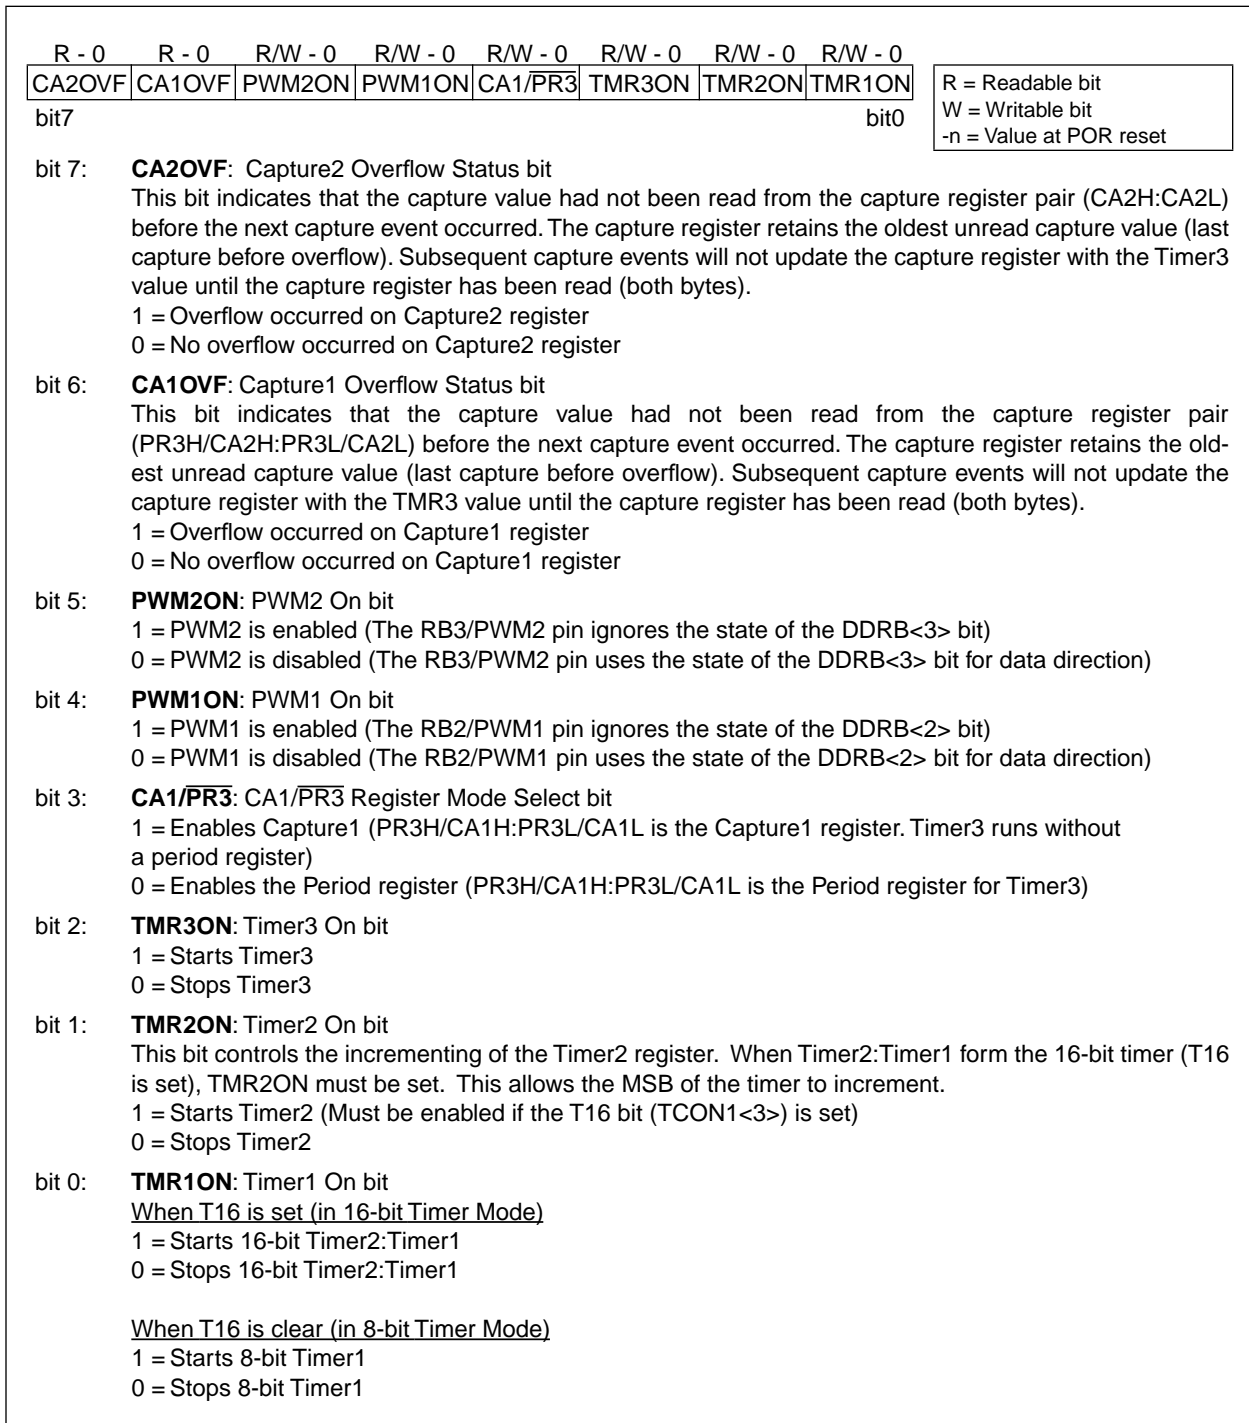 R - 0 R - 0 R/W - 0 R/W - 0 R/W - 0 R/W - 0 R/W - 0 R/W - 0
CA2OVF CA1OVF PWM2ON PWM1ON CA1/P̅R̅3̅ TMR3ON TMR2ON TMR1ON
bit7 bit0
R = Readable bit
W = Writable bit
-n = Value at POR reset
bit 7: CA2OVF: Capture2 Overflow Status bit
This bit indicates that the capture value had not been read from the capture register pair (CA2H:CA2L)
before the next capture event occurred. The capture register retains the oldest unread capture value (last
capture before overflow). Subsequent capture events will not update the capture register with the Timer3
value until the capture register has been read (both bytes).
1 = Overflow occurred on Capture2 register
0 = No overflow occurred on Capture2 register
bit 6: CA1OVF: Capture1 Overflow Status bit
This bit indicates that the capture value had not been read from the capture register pair
(PR3H/CA2H:PR3L/CA2L) before the next capture event occurred. The capture register retains the old-
est unread capture value (last capture before overflow). Subsequent capture events will not update the
capture register with the TMR3 value until the capture register has been read (both bytes).
1 = Overflow occurred on Capture1 register
0 = No overflow occurred on Capture1 register
bit 5: PWM2ON: PWM2 On bit
1 = PWM2 is enabled (The RB3/PWM2 pin ignores the state of the DDRB<3> bit)
0 = PWM2 is disabled (The RB3/PWM2 pin uses the state of the DDRB<3> bit for data direction)
bit 4: PWM1ON: PWM1 On bit
1 = PWM1 is enabled (The RB2/PWM1 pin ignores the state of the DDRB<2> bit)
0 = PWM1 is disabled (The RB2/PWM1 pin uses the state of the DDRB<2> bit for data direction)
bit 3: CA1/P̅R̅3̅: CA1/P̅R̅3̅ Register Mode Select bit
1 = Enables Capture1 (PR3H/CA1H:PR3L/CA1L is the Capture1 register. Timer3 runs without
a period register)
0 = Enables the Period register (PR3H/CA1H:PR3L/CA1L is the Period register for Timer3)
bit 2: TMR3ON: Timer3 On bit
1 = Starts Timer3
0 = Stops Timer3
bit 1: TMR2ON: Timer2 On bit
This bit controls the incrementing of the Timer2 register. When Timer2:Timer1 form the 16-bit timer (T16
is set), TMR2ON must be set. This allows the MSB of the timer to increment.
1 = Starts Timer2 (Must be enabled if the T16 bit (TCON1<3>) is set)
0 = Stops Timer2
bit 0: TMR1ON: Timer1 On bit
When T16 is set (in 16-bit Timer Mode)
1 = Starts 16-bit Timer2:Timer1
0 = Stops 16-bit Timer2:Timer1
When T16 is clear (in 8-bit Timer Mode)
1 = Starts 8-bit Timer1
0 = Stops 8-bit Timer1